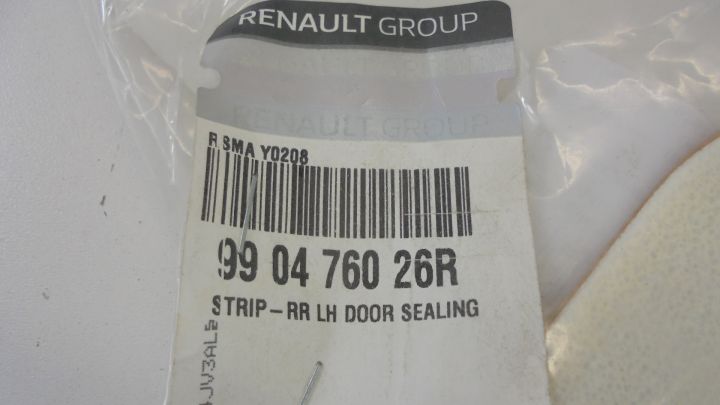 RENAULT GROUP
RENAULT GROUP
R SMA Y0208
99 04 760 26R
STRIP-RR LH DOOR SEALING